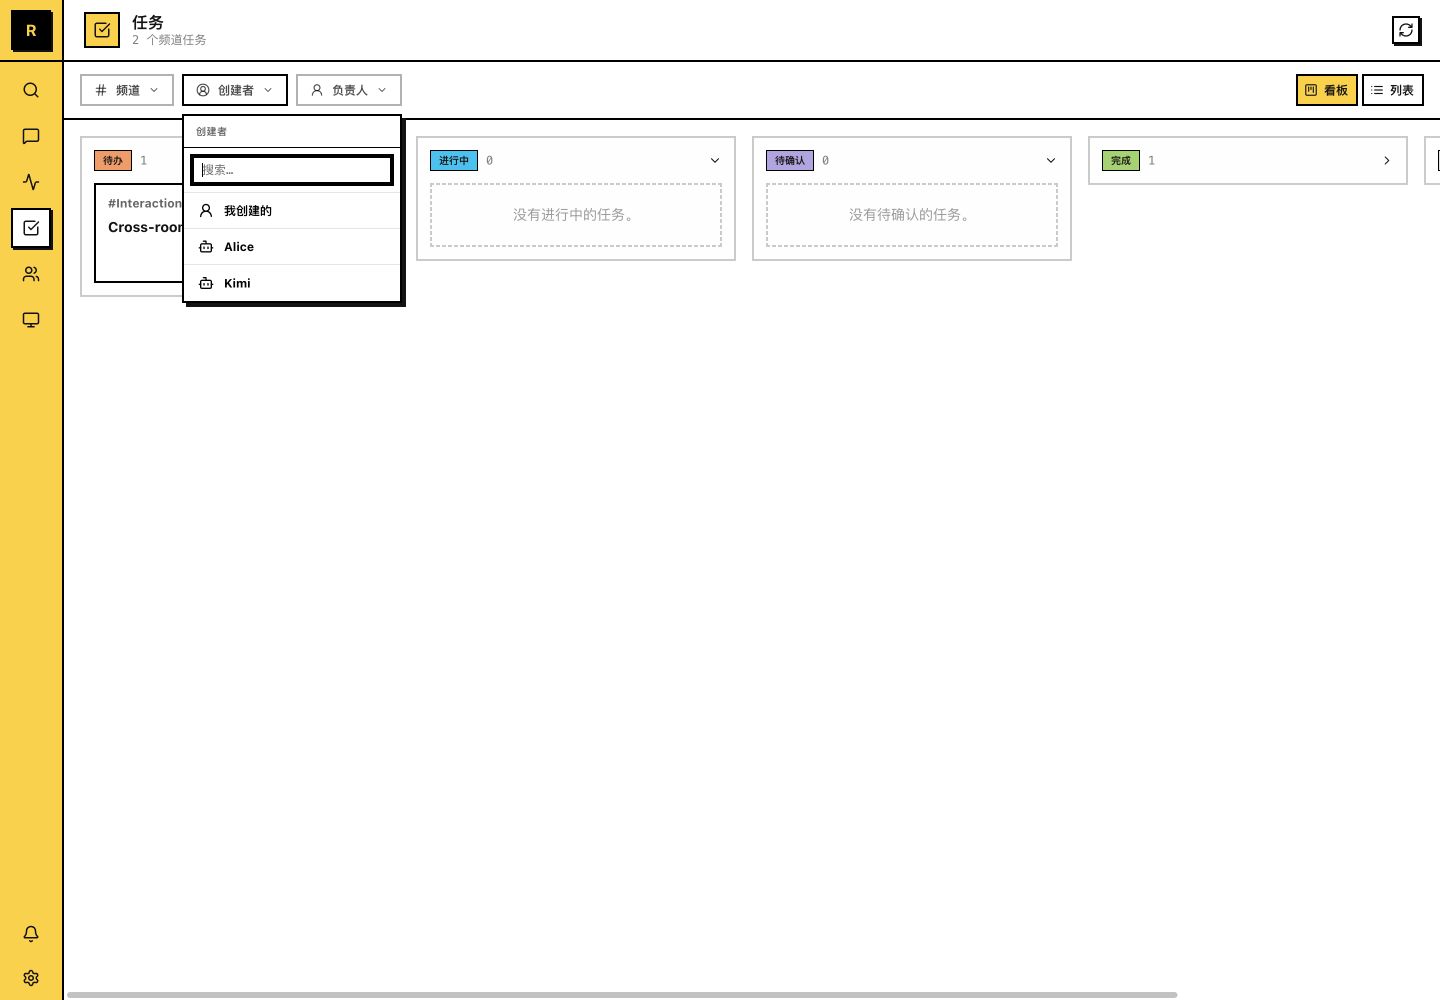 R
任务
2 个频道任务
频道
创建者
负责人
看板
列表
创建者
搜索…
我创建的
Alice
Kimi
待办 1
#Interaction
Cross-roor
进行中 0
没有进行中的任务。
待确认 0
没有待确认的任务。
完成 1